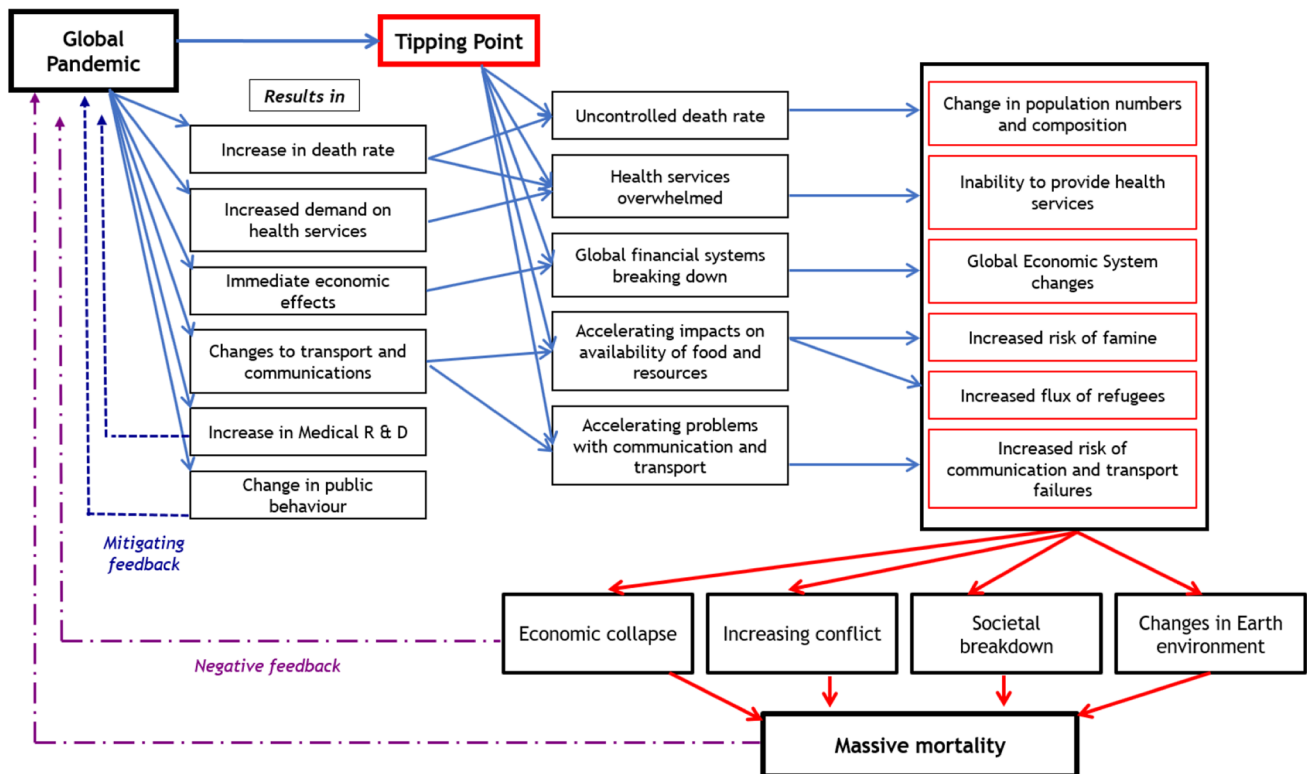 Global
Pandemic
Tipping Point
Results in
Increase in death rate
Increased demand on
health services
Immediate economic
effects
Changes to transport and
communications
Increase in Medical R & D
Change in public
behaviour
Mitigating
feedback
Negative feedback
Uncontrolled death rate
Health services
overwhelmed
Global financial systems
breaking down
Accelerating impacts on
availability of food and
resources
Accelerating problems
with communication and
transport
Change in population numbers
and composition
Inability to provide health
services
Global Economic System
changes
Increased risk of famine
Increased flux of refugees
Increased risk of
communication and transport
failures
Economic collapse
Increasing conflict
Societal
breakdown
Changes in Earth
environment
Massive mortality